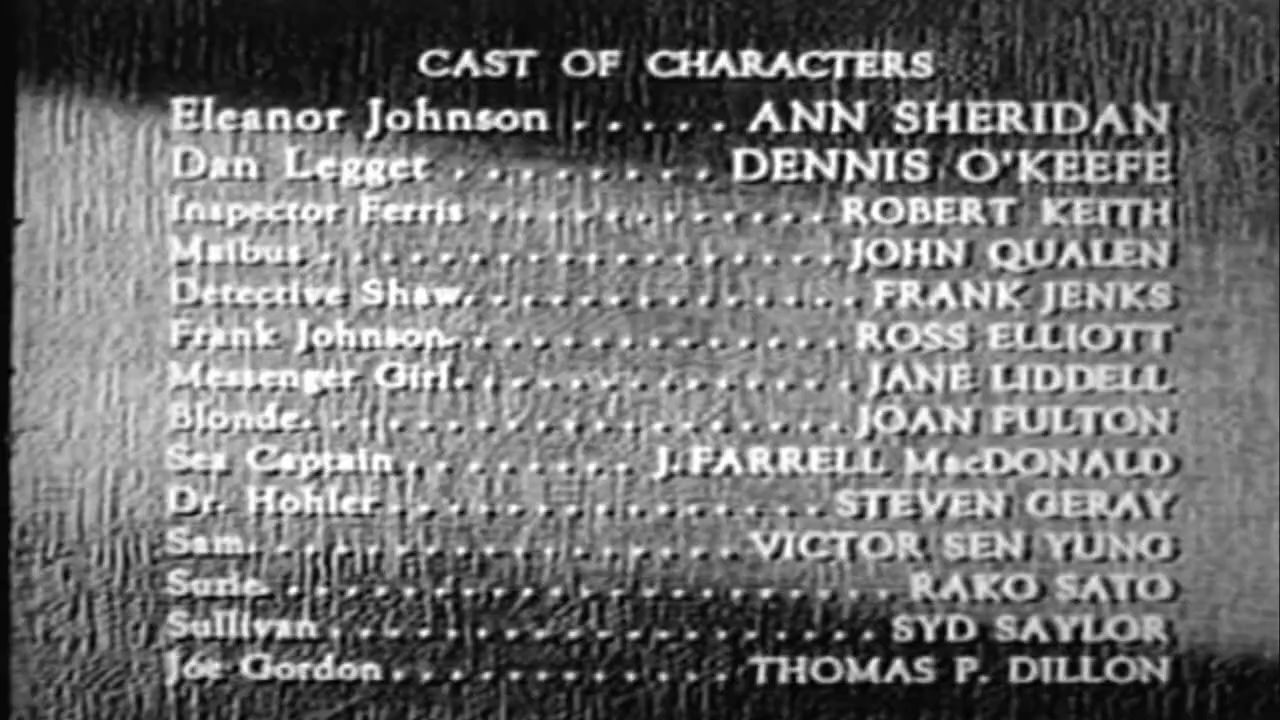 CAST OF CHARACTERS
Eleanor Johnson . . . . . ANN SHERIDAN
Dan Legget . . . . . . . . . DENNIS O'KEEFE
Inspector Ferris . . . . . . . . . . . . ROBERT KEITH
Maibus . . . . . . . . . . . . . . . . . . JOHN QUALEN
Detective Shaw. . . . . . . . . . . . . . FRANK JENKS
Frank Johnson. . . . . . . . . . . . . . ROSS ELLIOTT
Messenger Girl. . . . . . . . . . . . . . JANE LIDDELL
Blonde. . . . . . . . . . . . . . . . . . . JOAN FULTON
Sea Captain . . . . . . . . J. FARRELL MacDONALD
Dr. Hohler . . . . . . . . . . . . . . . STEVEN GERAY
Sam. . . . . . . . . . . . . . . . . VICTOR SEN YUNG
Suzie. . . . . . . . . . . . . . . . . . . . . RAKO SATO
Sullivan . . . . . . . . . . . . . . . . . . . SYD SAYLOR
Joe Gordon . . . . . . . . . . . . THOMAS P. DILLON